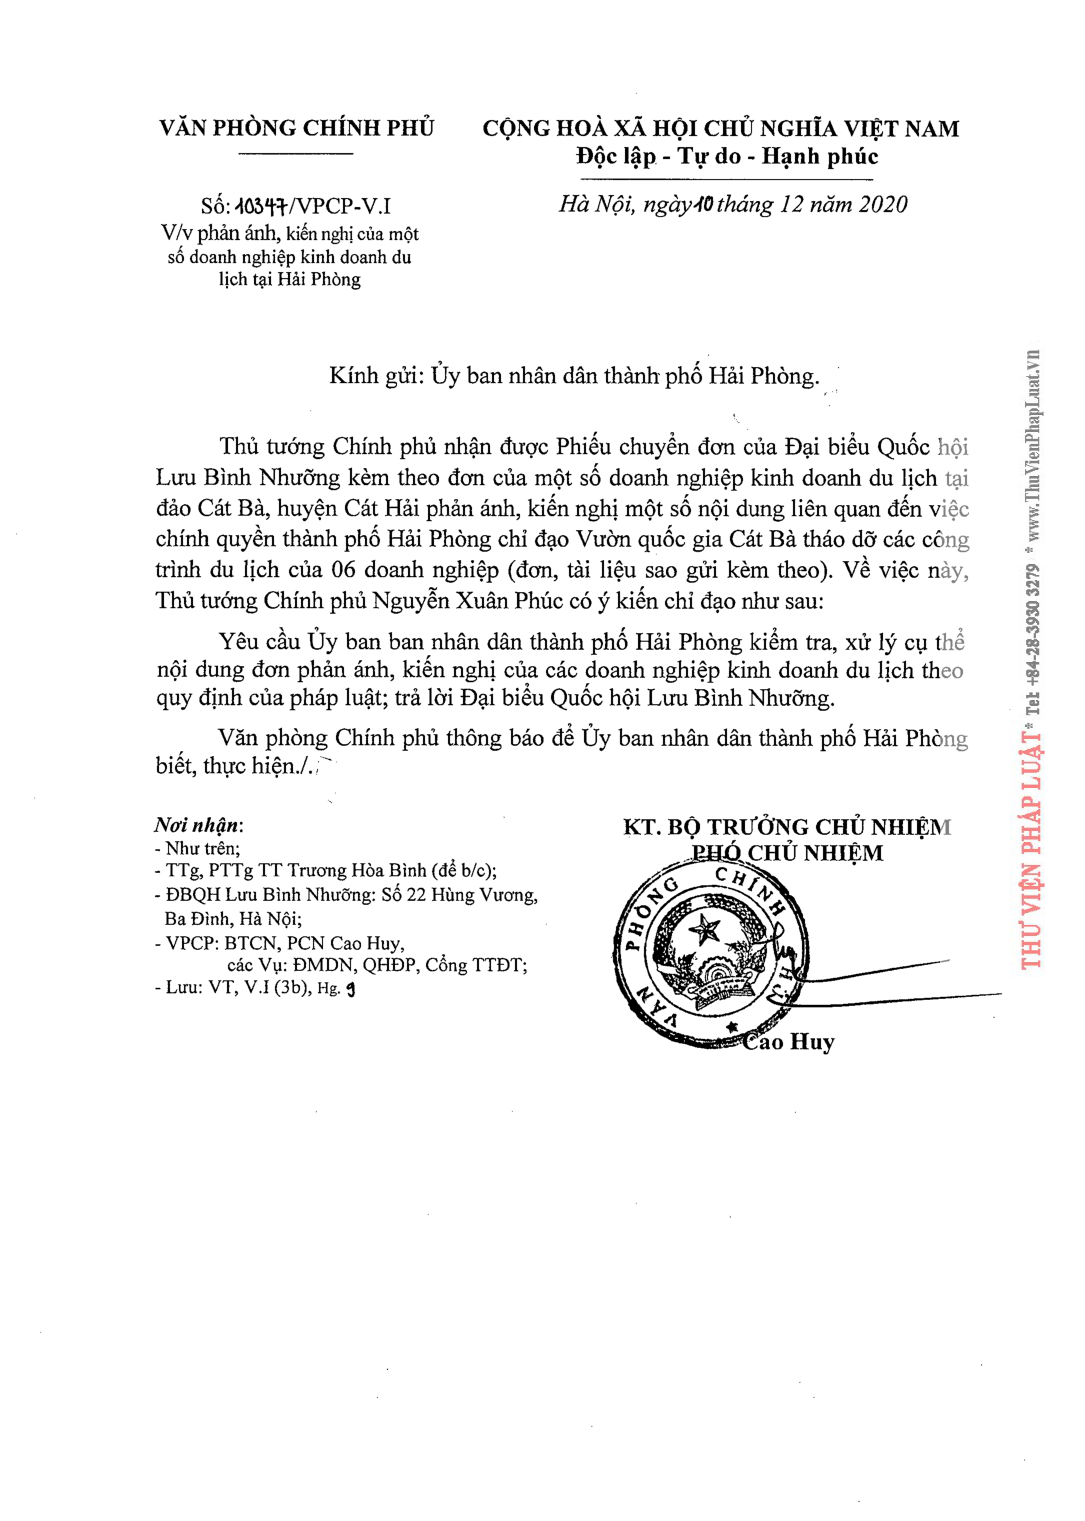 VĂN PHÒNG CHÍNH PHỦ
CỘNG HOÀ XÃ HỘI CHỦ NGHĨA VIỆT NAM
Độc lập - Tự do - Hạnh phúc
Số: 10347/VPCP-V.I
Hà Nội, ngày 10 tháng 12 năm 2020
V/v phản ánh, kiến nghị của một
số doanh nghiệp kinh doanh du
lịch tại Hải Phòng
Kính gửi: Ủy ban nhân dân thành phố Hải Phòng.
Thủ tướng Chính phủ nhận được Phiếu chuyển đơn của Đại biểu Quốc hội
Lưu Bình Nhưỡng kèm theo đơn của một số doanh nghiệp kinh doanh du lịch tại
đảo Cát Bà, huyện Cát Hải phản ánh, kiến nghị một số nội dung liên quan đến việc
chính quyền thành phố Hải Phòng chỉ đạo Vườn quốc gia Cát Bà tháo dỡ các công
trình du lịch của 06 doanh nghiệp (đơn, tài liệu sao gửi kèm theo). Về việc này,
Thủ tướng Chính phủ Nguyễn Xuân Phúc có ý kiến chỉ đạo như sau:
Yêu cầu Ủy ban ban nhân dân thành phố Hải Phòng kiểm tra, xử lý cụ thể
nội dung đơn phản ánh, kiến nghị của các doanh nghiệp kinh doanh du lịch theo
quy định của pháp luật; trả lời Đại biểu Quốc hội Lưu Bình Nhưỡng.
Văn phòng Chính phủ thông báo để Ủy ban nhân dân thành phố Hải Phòng
biết, thực hiện./.
Nơi nhận:
- Như trên;
- TTg, PTTg TT Trương Hòa Bình (để b/c);
- ĐBQH Lưu Bình Nhưỡng: Số 22 Hùng Vương,
Ba Đình, Hà Nội;
- VPCP: BTCN, PCN Cao Huy,
các Vụ: ĐMDN, QHĐP, Cổng TTĐT;
- Lưu: VT, V.I (3b), Hg. 9
KT. BỘ TRƯỞNG CHỦ NHIỆM
PHÓ CHỦ NHIỆM
VĂN PHÒNG CHÍNH PHỦ
Cao Huy
THƯ VIỆN PHÁP LUẬT * Tel: +84-28-3930 3279 * www.ThuVienPhapLuat.vn